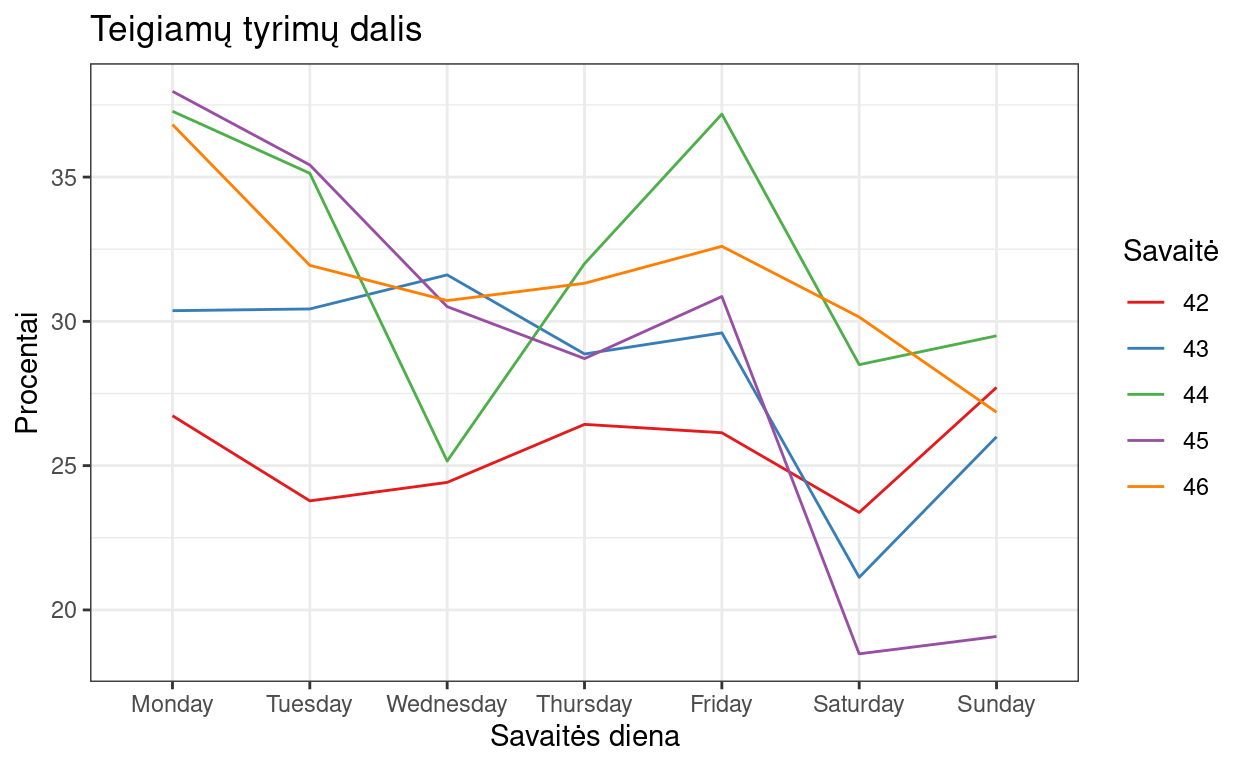 Teigiamų tyrimų dalis
Procentai
35
30
25
20
Monday Tuesday Wednesday Thursday Friday Saturday Sunday
Savaitės diena
Savaitė
42
43
44
45
46